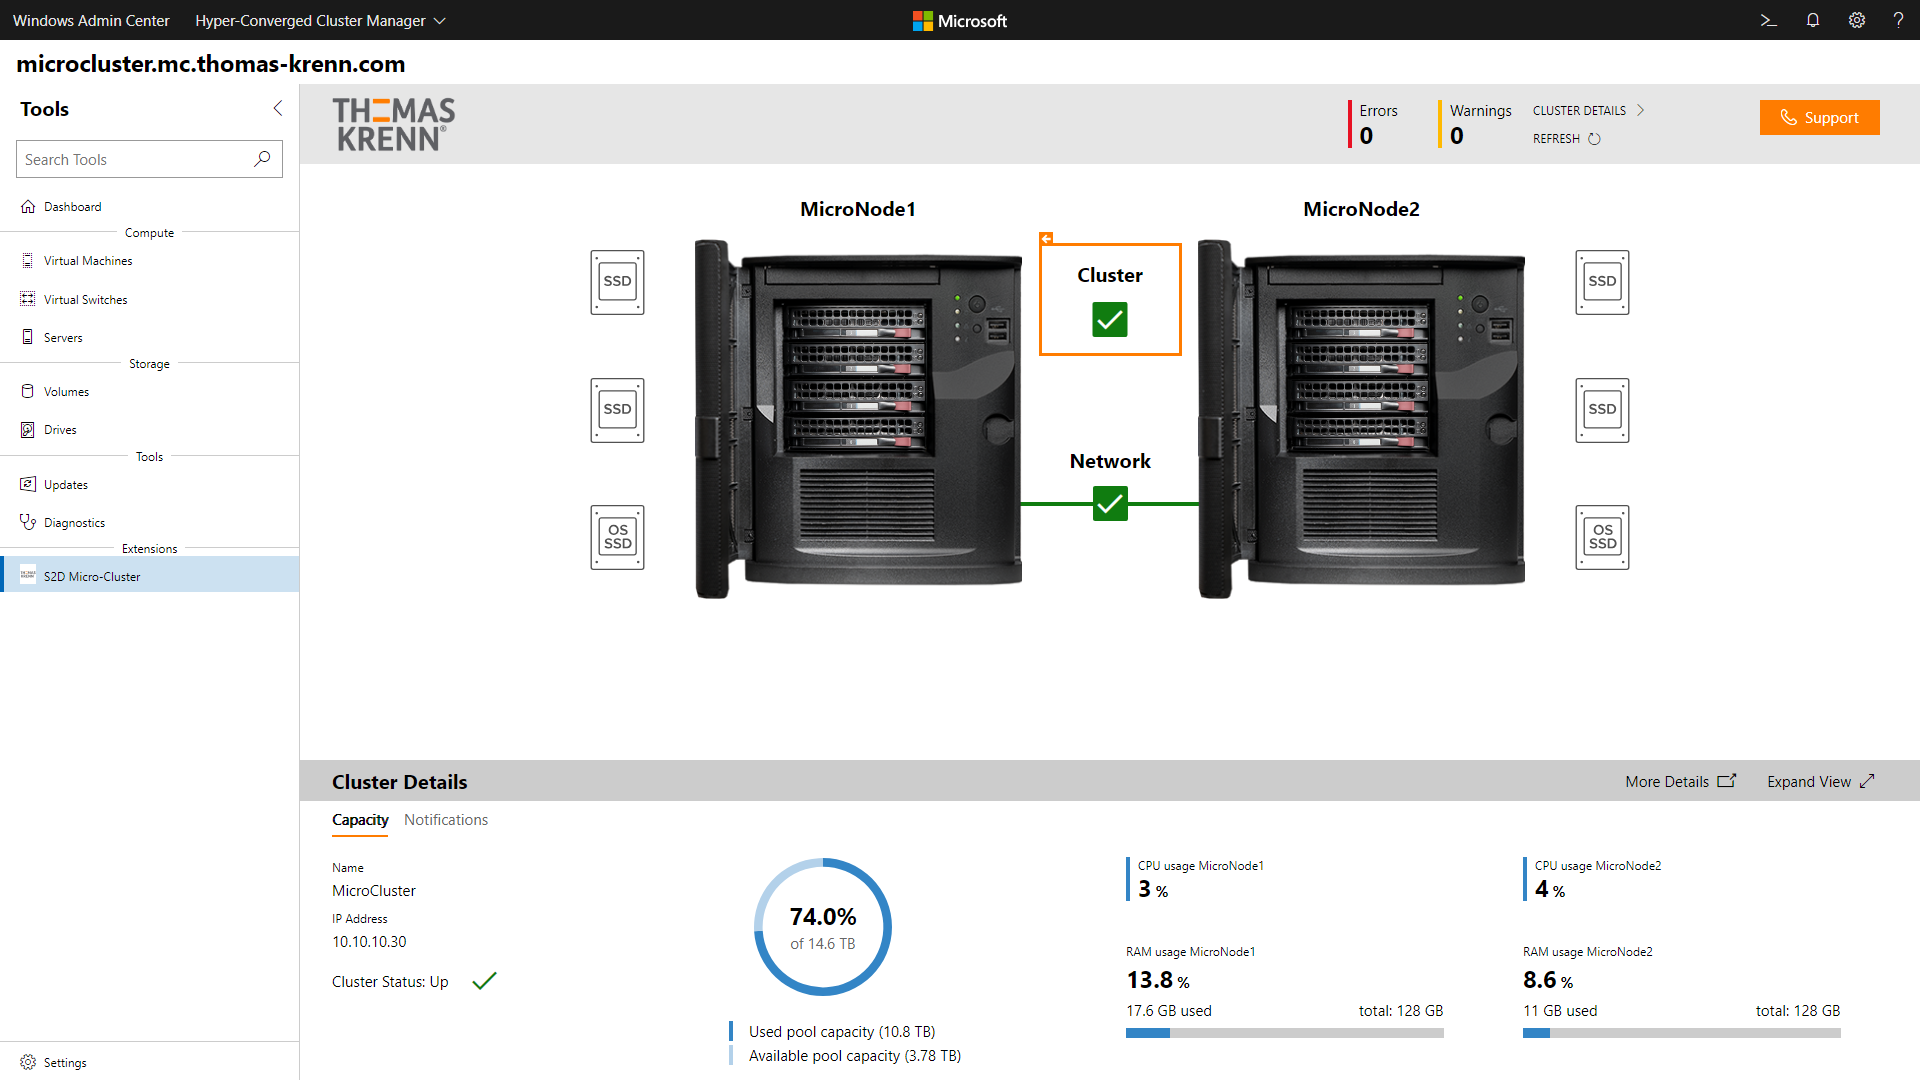 Windows Admin Center
Hyper-Converged Cluster Manager
Microsoft
?
microcluster.mc.thomas-krenn.com
Tools
Search Tools
Dashboard
Compute
Virtual Machines
Virtual Switches
Servers
Storage
Volumes
Drives
Tools
Updates
Diagnostics
Extensions
THOMAS KRENN
S2D Micro-Cluster
Settings
THOMAS
KRENN®
Errors
0
Warnings
0
CLUSTER DETAILS
REFRESH
Support
MicroNode1
MicroNode2
SSD
SSD
OS
SSD
Cluster
Network
SSD
SSD
OS
SSD
Cluster Details
More Details
Expand View
Capacity
Notifications
Name
MicroCluster
IP Address
10.10.10.30
Cluster Status: Up
74.0%
of 14.6 TB
Used pool capacity (10.8 TB)
Available pool capacity (3.78 TB)
CPU usage MicroNode1
3 %
CPU usage MicroNode2
4 %
RAM usage MicroNode1
13.8 %
17.6 GB used
total: 128 GB
RAM usage MicroNode2
8.6 %
11 GB used
total: 128 GB